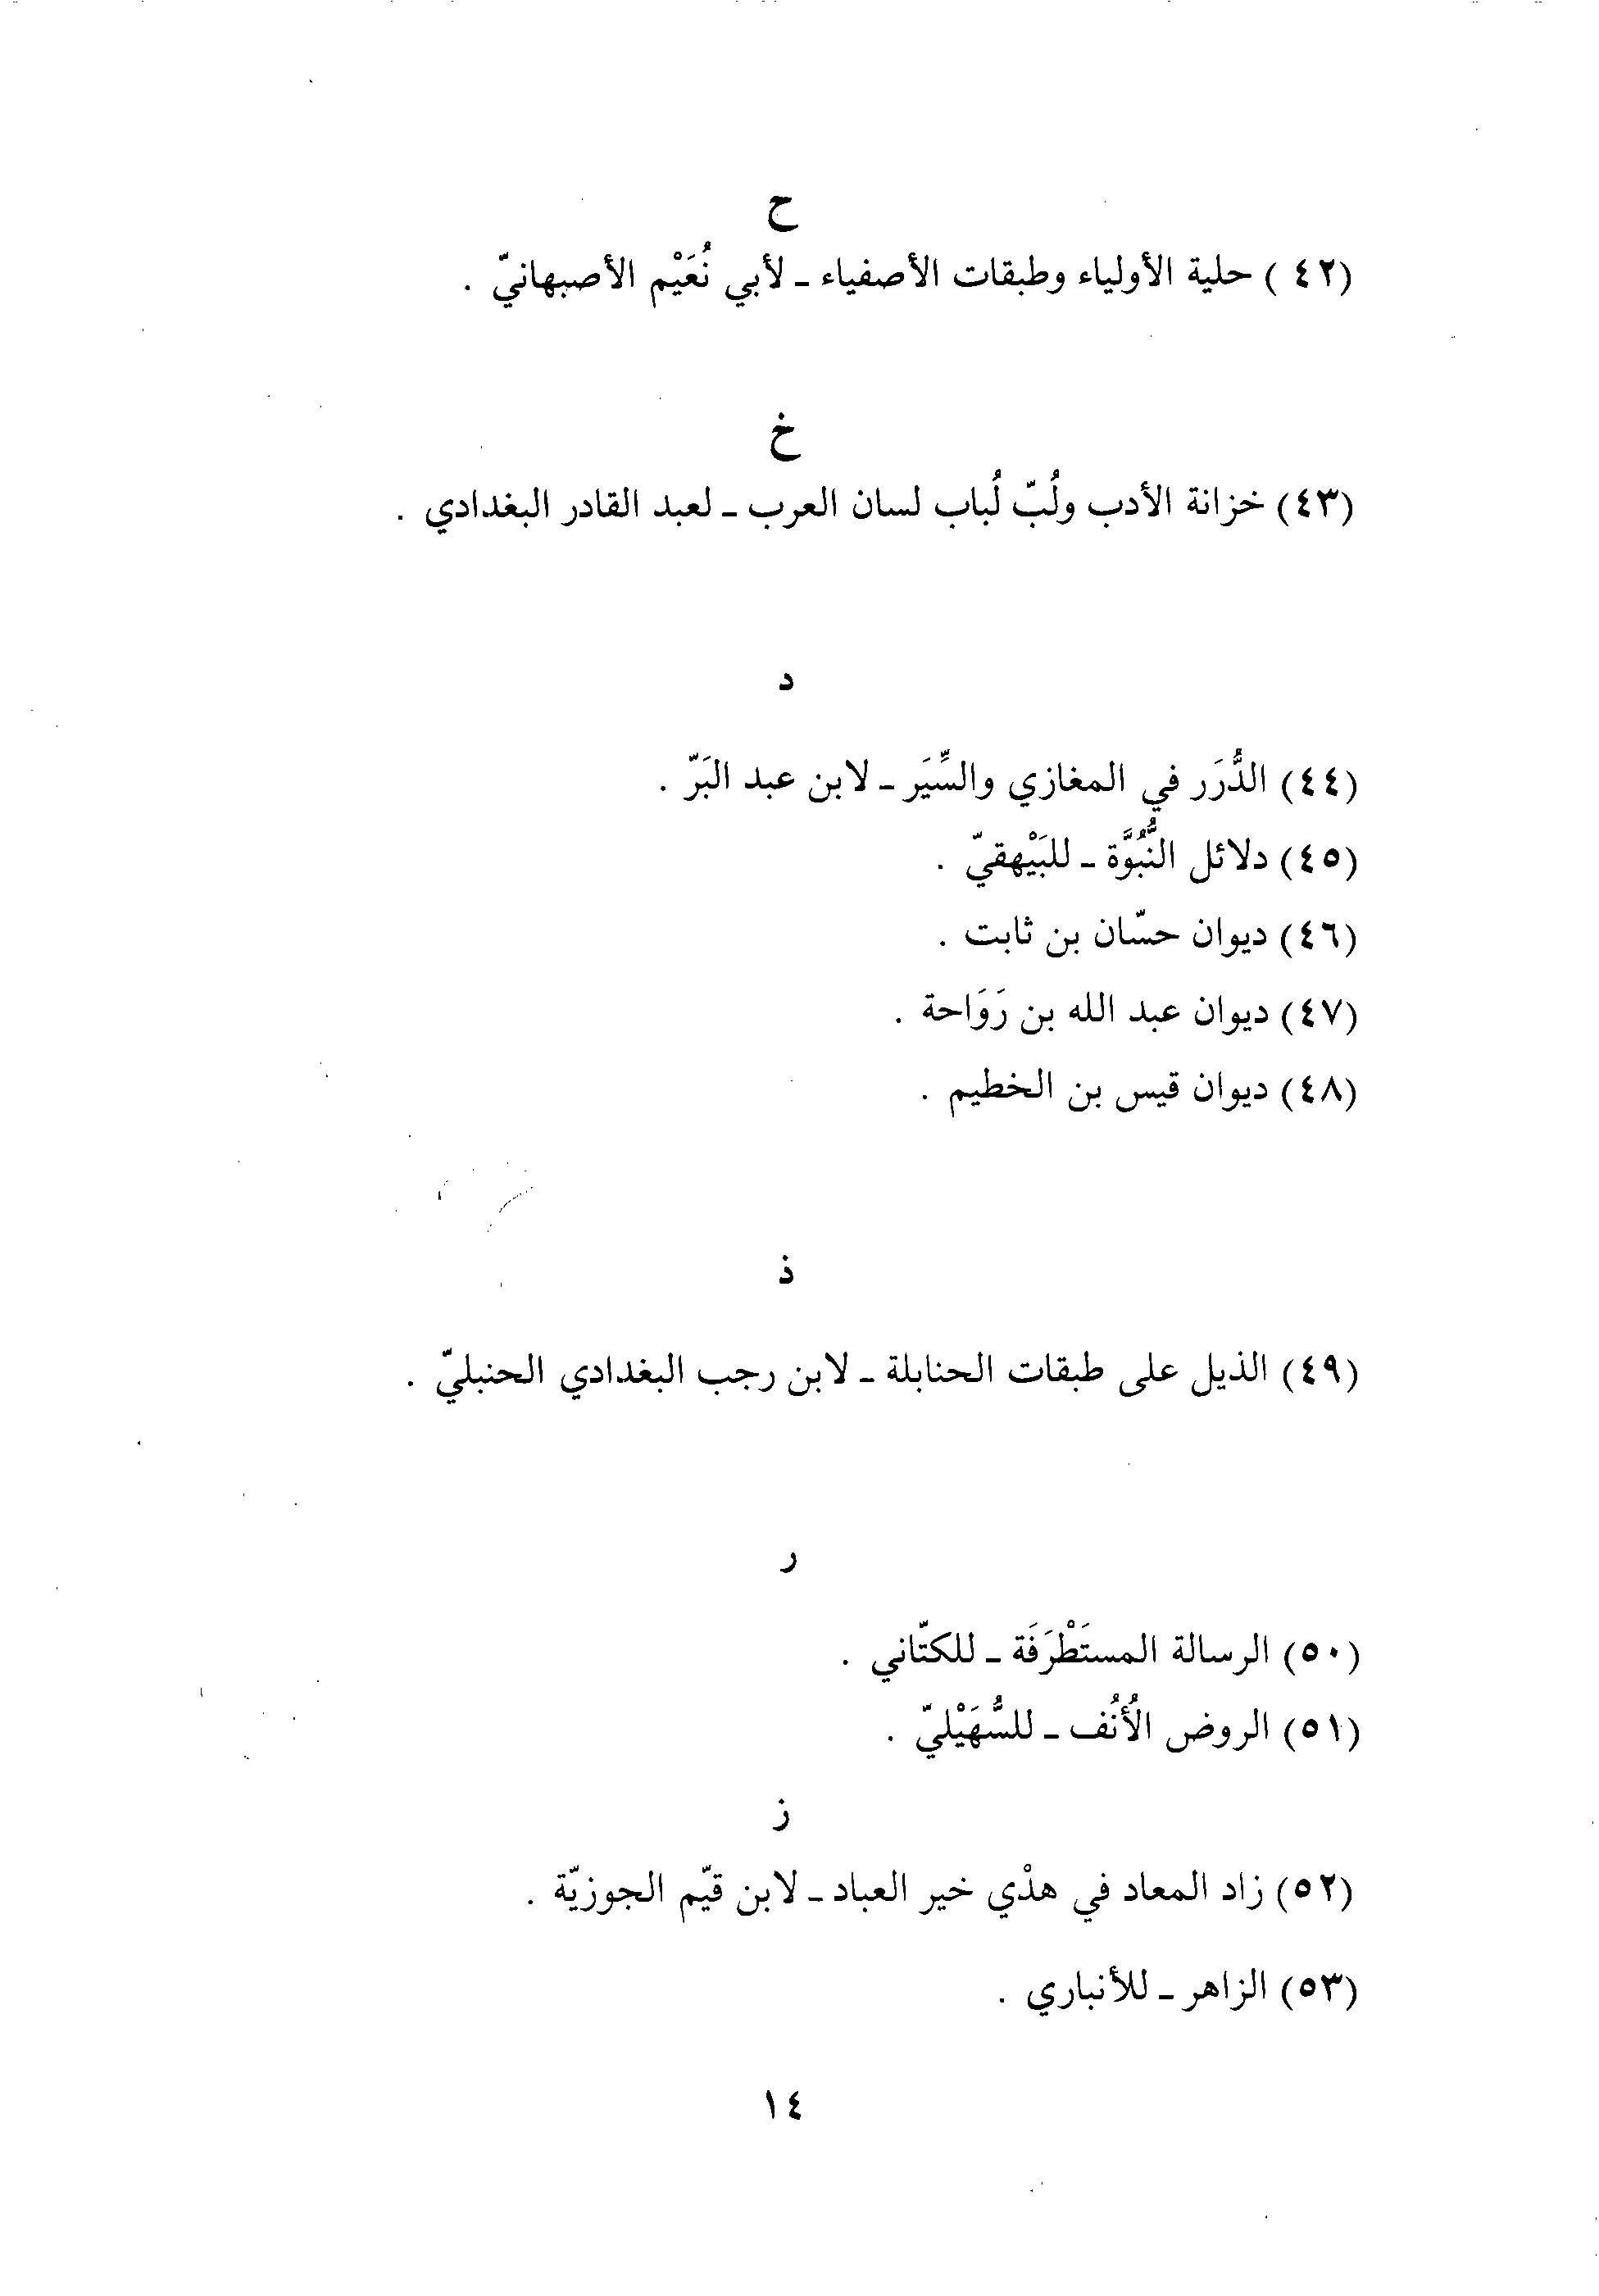 ح
(٤٢ ) حلية الأولياء وطبقات الأصفياء ـ لأبي نُعَيْم الأصبهانيّ .
خ
(٤٣) خزانة الأدب ولُبّ لُباب لسان العرب ـ لعبد القادر البغدادي .
د
(٤٤) الدُّرَر في المغازي والسِّيَر ـ لابن عبد البَرّ .
(٤٥) دلائل النُّبُوَّة ـ للبَيْهقيّ .
(٤٦) ديوان حسّان بن ثابت .
(٤٧) ديوان عبد الله بن رَوَاحة .
(٤٨) ديوان قيس بن الخطيم .
ذ
(٤٩) الذيل على طبقات الحنابلة ـ لابن رجب البغدادي الحنبليّ .
ر
(٥٠) الرسالة المستَطْرَفَة ـ للكتّاني .
(٥١) الروض الأُنُف ـ للسُّهَيْليّ .
ز
(٥٢) زاد المعاد في هدْي خير العباد ـ لابن قيّم الجوزيّة .
(٥٣) الزاهر ـ للأنباري .
١٤